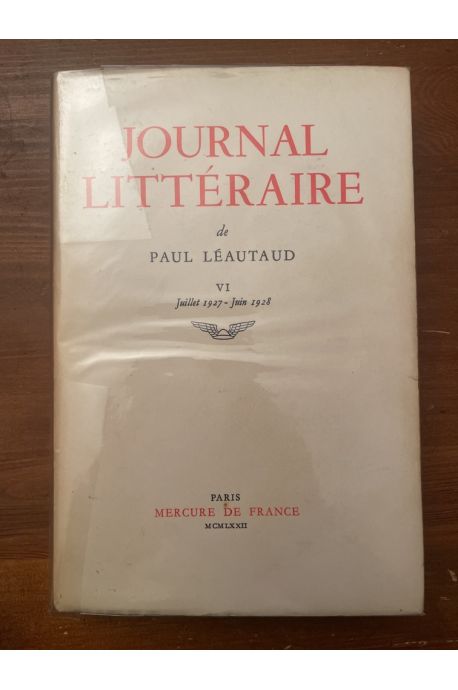 JOURNAL
LITTÉRAIRE
de
PAUL LÉAUTAUD
VI
Juillet 1927 - Juin 1928
PARIS
MERCURE DE FRANCE
MCMLXXII